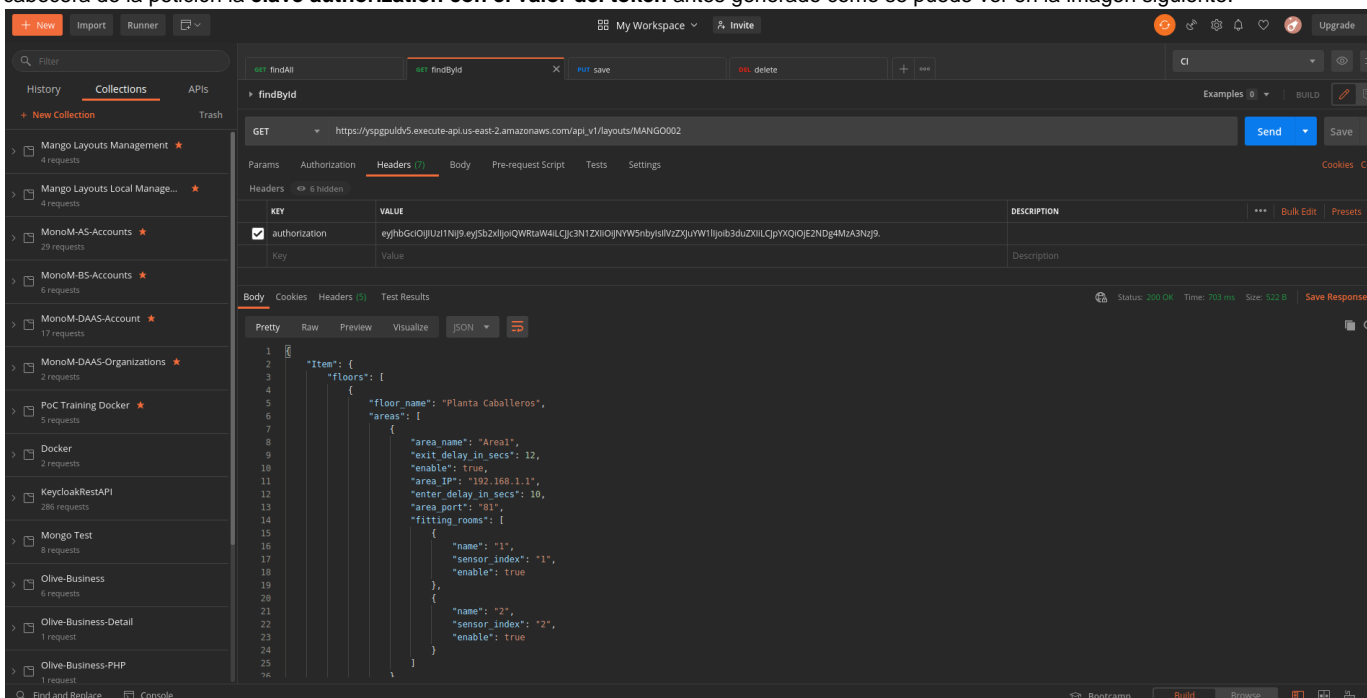 cabecera de la petición la clave authorization con el valor del token antes generado como se puede ver en la imagen siguiente:
+ New Import Runner My Workspace Invite Upgrade
Filter
History Collections APIs
+ New Collection Trash
Mango Layouts Management
4 requests
Mango Layouts Local Manage...
4 requests
MonoM-AS-Accounts
29 requests
MonoM-BS-Accounts
6 requests
MonoM-DAAS-Account
17 requests
MonoM-DAAS-Organizations
2 requests
PoC Training Docker
5 requests
Docker
2 requests
KeycloakRestAPI
286 requests
Mongo Test
8 requests
Olive-Business
6 requests
Olive-Business-Detail
1 request
Olive-Business-PHP
1 request
GET findAll GET findById PUT save DEL delete CI
findById Examples 0 BUILD
GET https://yspgpuldv5.execute-api.us-east-2.amazonaws.com/api_v1/layouts/MANGO002 Send Save
Params Authorization Headers (7) Body Pre-request Script Tests Settings Cookies
Headers 6 hidden
KEY VALUE DESCRIPTION Bulk Edit Presets
authorization
Key Value Description
Body Cookies Headers (5) Test Results Status: 200 OK Time: 703 ms Size: 522 B Save Response
Pretty Raw Preview Visualize JSON
1 {
2 "Item": {
3 "floors": [
4 {
5 "floor_name": "Planta Caballeros",
6 "areas": [
7 {
8 "area_name": "Area1",
9 "exit_delay_in_secs": 12,
10 "enable": true,
11 "area_IP": "192.168.1.1",
12 "enter_delay_in_secs": 10,
13 "area_port": "81",
14 "fitting_rooms": [
15 {
16 "name": "1",
17 "sensor_index": "1",
18 "enable": true
19 },
20 {
21 "name": "2",
22 "sensor_index": "2",
23 "enable": true
24 }
25 ]
26 }
Find and Replace Console Bootcamp Build Browse